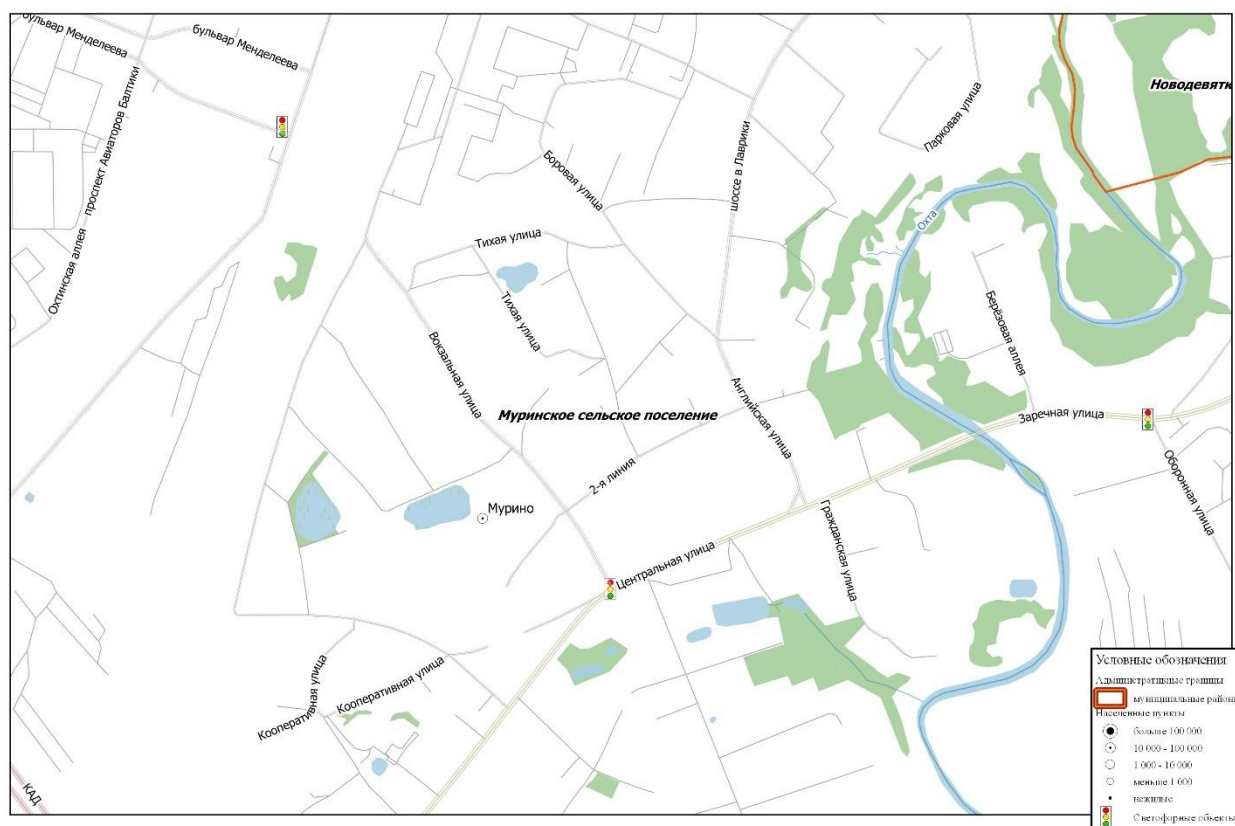 бульвар Менделеева
бульвар Менделеева
проспект Авиаторов Балтики
Охтинская аллея
Новодевятк
Парковая улица
шоссе в Лаврики
Боровая улица
Охта
Тихая улица
Тихая улица
Берёзовая аллея
Вокзальная улица
Английская улица
Муринское сельское поселение
Заречная улица
2-я линия
Оборонная улица
Мурино
Гражданская улица
Центральная улица
Кооперативная улица
Кооперативная улица
КАД
Условные обозначения
Административные границы
муниципальные районы
Населенные пункты
больше 100 000
10 000 - 100 000
1 000 - 10 000
меньше 1 000
нежилые
Светофорные объекты